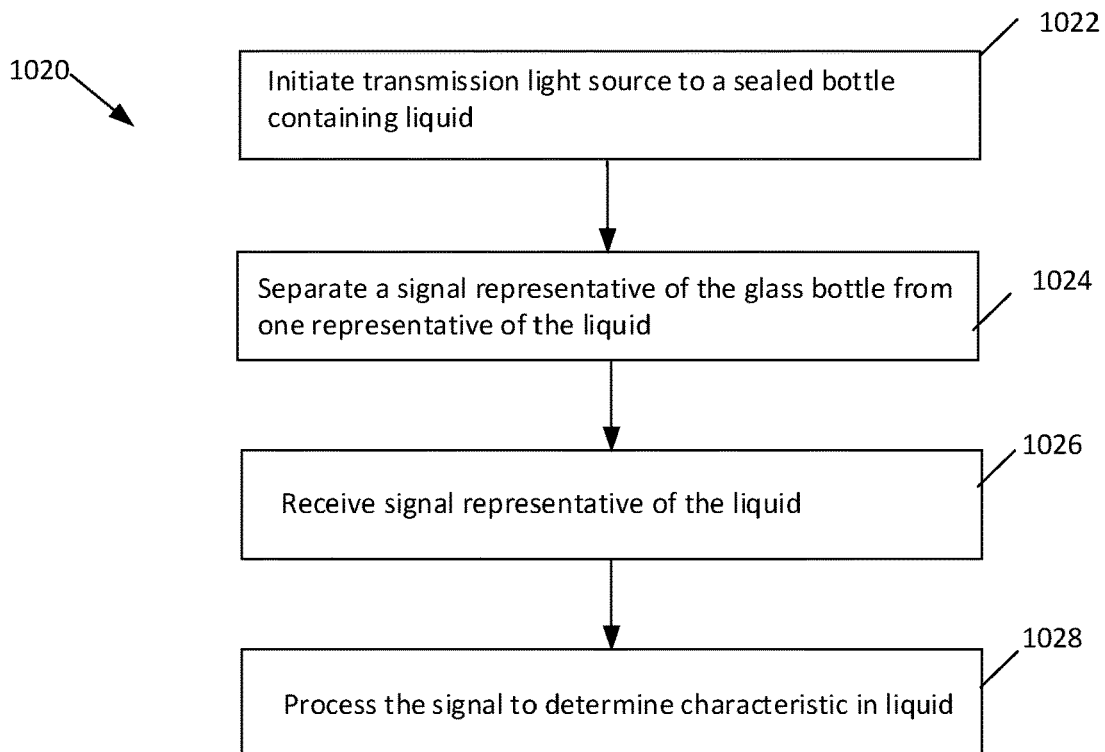 1022
1020
Initiate transmission light source to a sealed bottle
containing liquid
1024
Separate a signal representative of the glass bottle from
one representative of the liquid
1026
Receive signal representative of the liquid
1028
Process the signal to determine characteristic in liquid